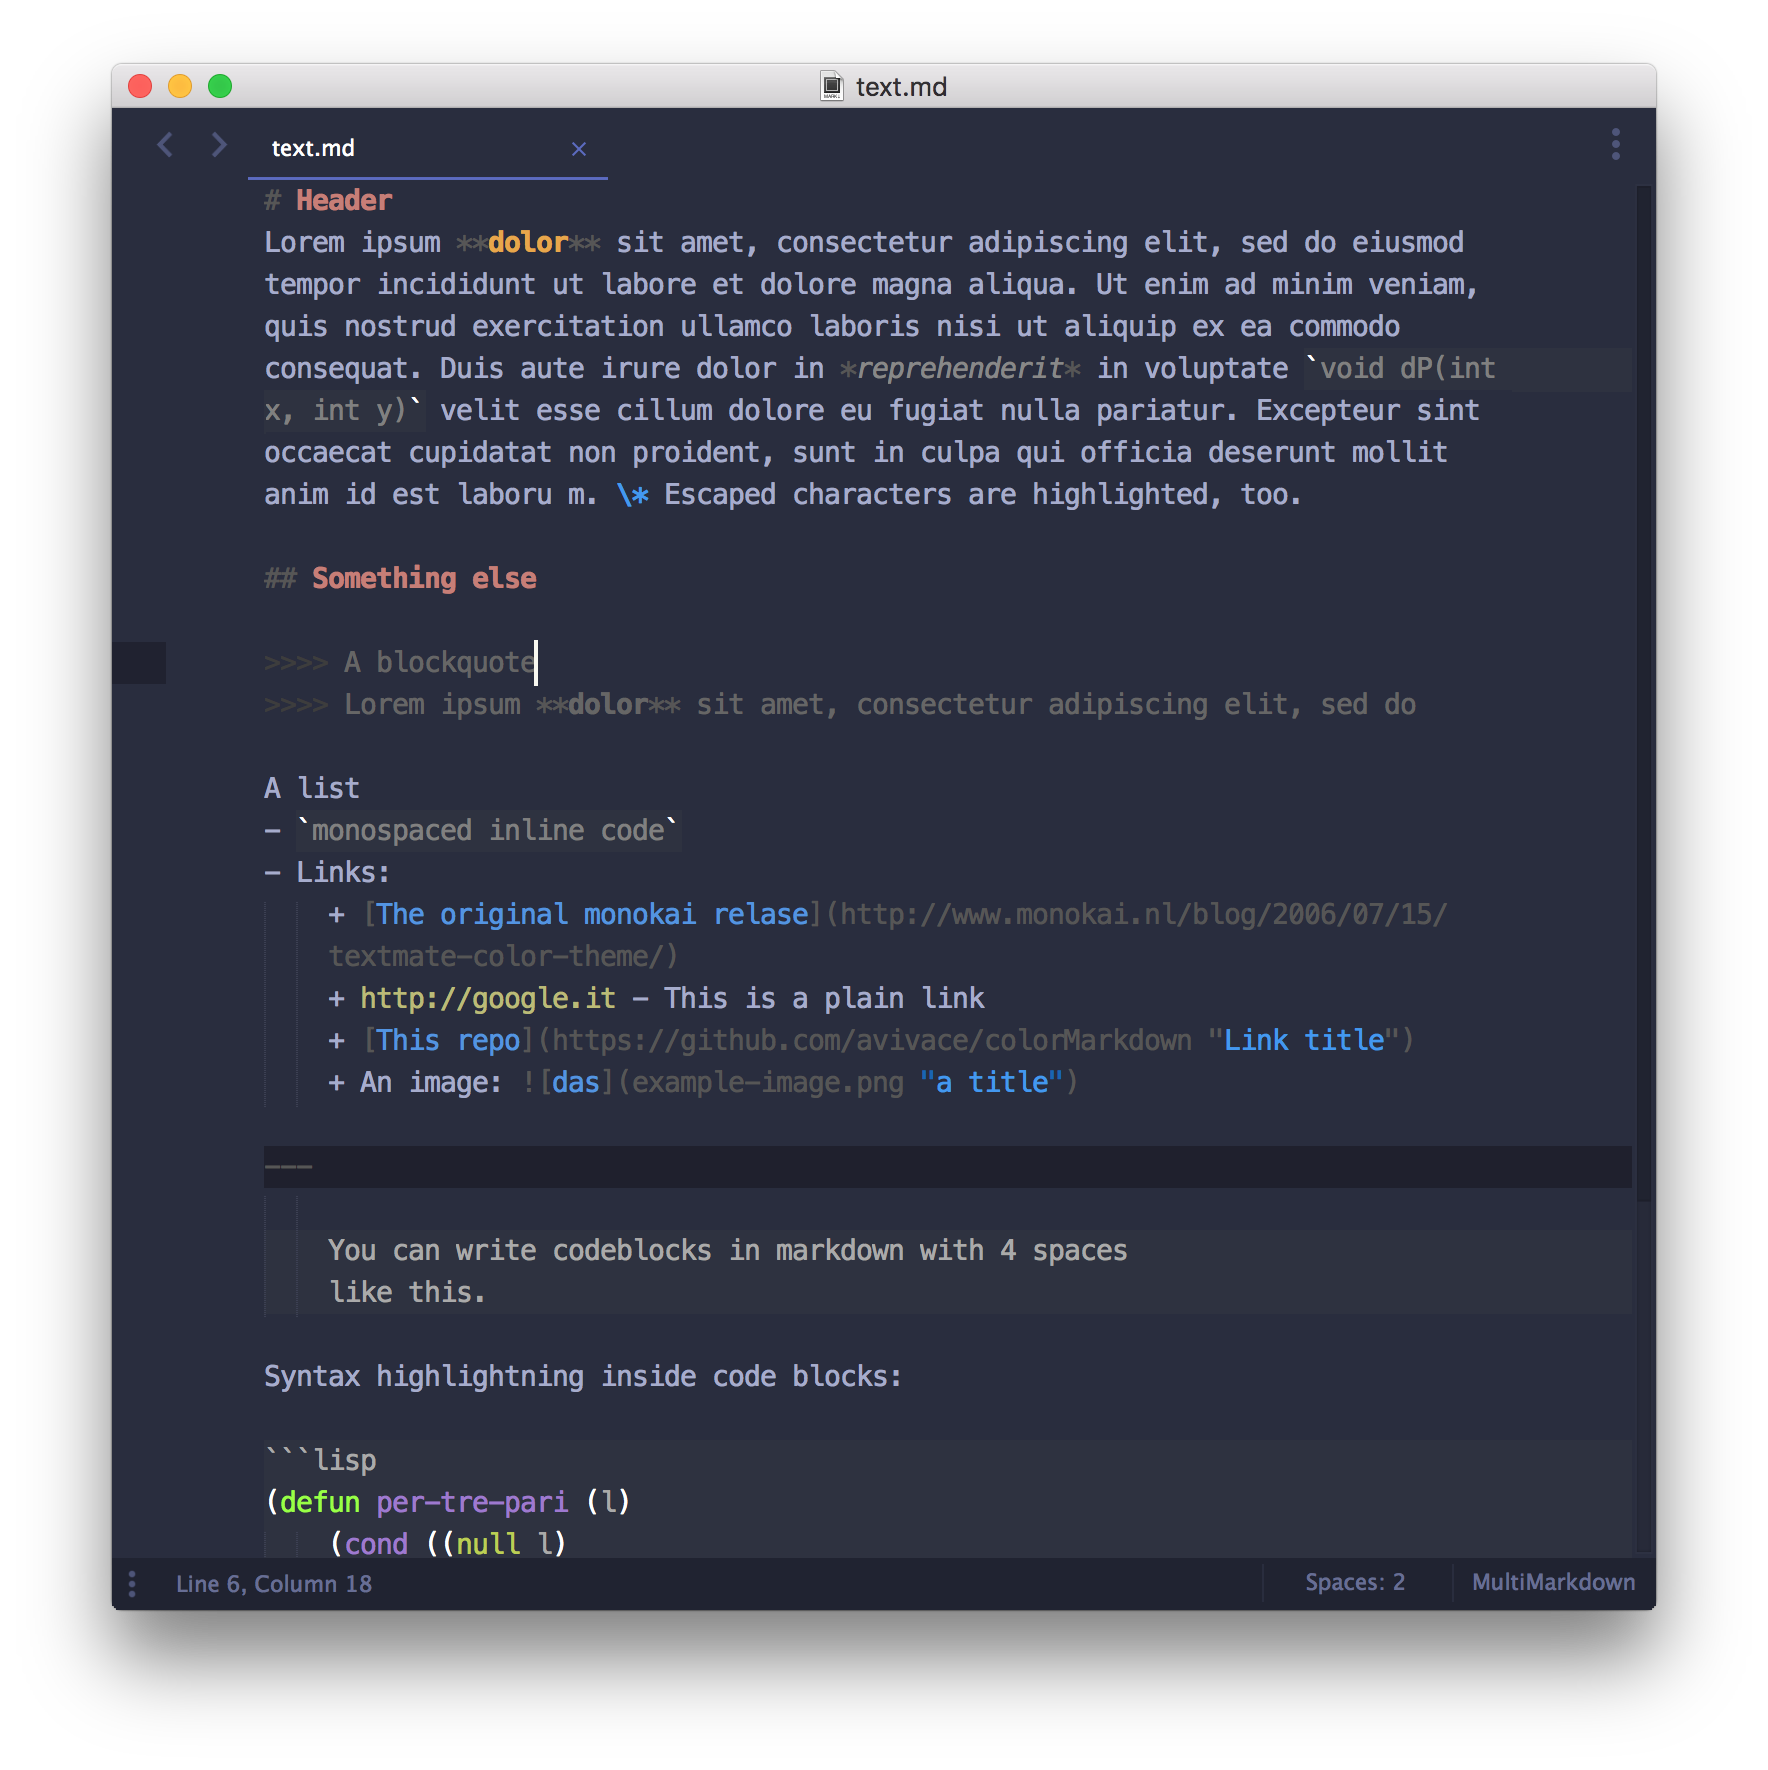 text.md
text.md ×
# Header
Lorem ipsum **dolor** sit amet, consectetur adipiscing elit, sed do eiusmod
tempor incididunt ut labore et dolore magna aliqua. Ut enim ad minim veniam,
quis nostrud exercitation ullamco laboris nisi ut aliquip ex ea commodo
consequat. Duis aute irure dolor in *reprehenderit* in voluptate `void dP(int
x, int y)` velit esse cillum dolore eu fugiat nulla pariatur. Excepteur sint
occaecat cupidatat non proident, sunt in culpa qui officia deserunt mollit
anim id est laboru m. \* Escaped characters are highlighted, too.
## Something else
>>>> A blockquote
>>>> Lorem ipsum **dolor** sit amet, consectetur adipiscing elit, sed do
A list
- `monospaced inline code`
- Links:
+ [The original monokai relase](http://www.monokai.nl/blog/2006/07/15/
textmate-color-theme/)
+ http://google.it - This is a plain link
+ [This repo](https://github.com/avivace/colorMarkdown "Link title")
+ An image: ![das](example-image.png "a title")
---
You can write codeblocks in markdown with 4 spaces
like this.
Syntax highlightning inside code blocks:
```lisp
(defun per-tre-pari (l)
(cond ((null l)
Line 6, Column 18
Spaces: 2
MultiMarkdown